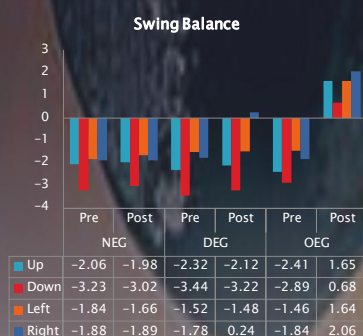 Swing Balance
3
2
1
0
−1
−2
−3
−4
Pre Post Pre Post Pre Post
NEG DEG OEG
Up −2.06 −1.98 −2.32 −2.12 −2.41 1.65
Down −3.23 −3.02 −3.44 −3.22 −2.89 0.68
Left −1.84 −1.66 −1.52 −1.48 −1.46 1.64
Right −1.88 −1.89 −1.78 0.24 −1.84 2.06